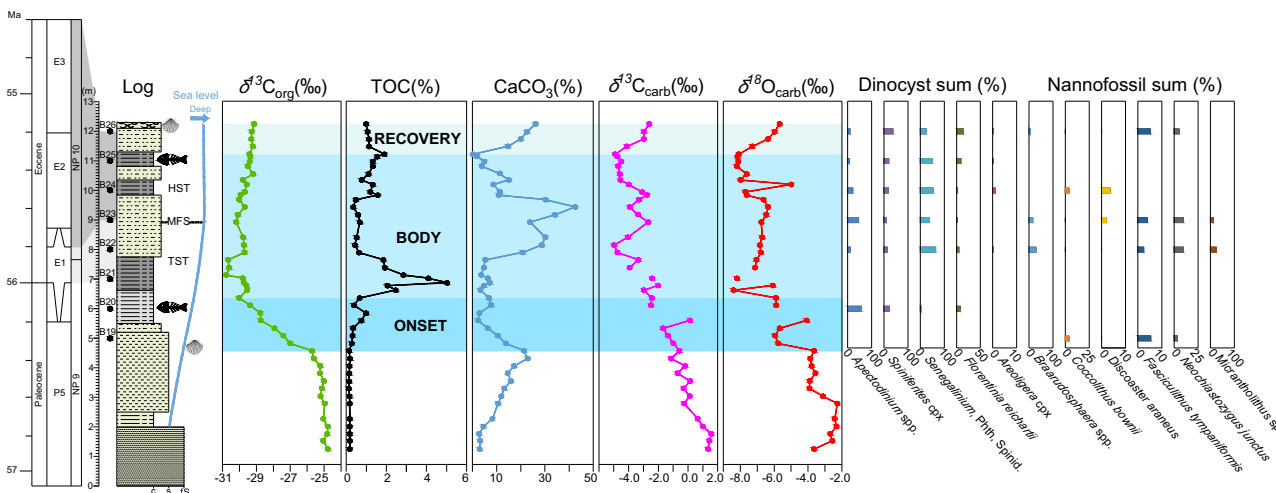 Ma
55
56
57
Eocene
Paleocene
E3
E2
E1
P5
NP 10
NP 9
(m)
13
12
11
10
9
8
7
6
5
4
3
2
1
0
Log
B26
B25
B24
B23
B22
B21
B20
B19
c s fS
Sea level
Deep
HST
MFS
TST
δ13Corg(‰)
-31 -29 -27 -25
TOC(%)
0 2 4 6
CaCO3(%)
0 10 30 50
δ13Ccarb(‰)
-4.0 -2.0 0.0 2.0
δ18Ocarb(‰)
-8.0 -6.0 -4.0 -2.0
RECOVERY
BODY
ONSET
Dinocyst sum (%)
0 100
Apectodinium spp.
0 100
Spiniferites cpx
0 100
Senegalinium, Phth, Spinid.
0 50
Florentinia reichartii
0 10
Areoligera cpx
Nannofossil sum (%)
0 100
Braarudosphaera spp.
0 25
Coccolithus bownii
0 10
Discoaster araneus
0 10
Fasciculithus tympaniformis
0 25
Neochiastozygus junctus
0 100
Micrantholithus sp